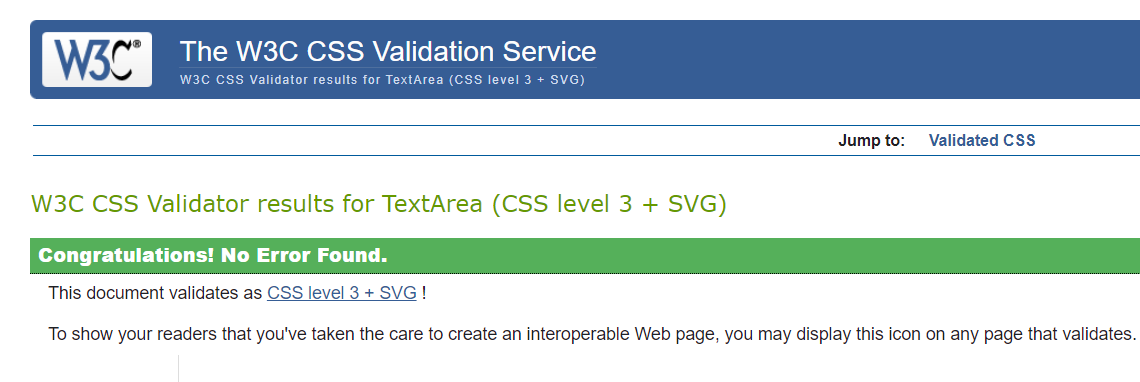 W3C®
The W3C CSS Validation Service
W3C CSS Validator results for TextArea (CSS level 3 + SVG)
Jump to: Validated CSS
W3C CSS Validator results for TextArea (CSS level 3 + SVG)
Congratulations! No Error Found.
This document validates as CSS level 3 + SVG !
To show your readers that you've taken the care to create an interoperable Web page, you may display this icon on any page that validates.